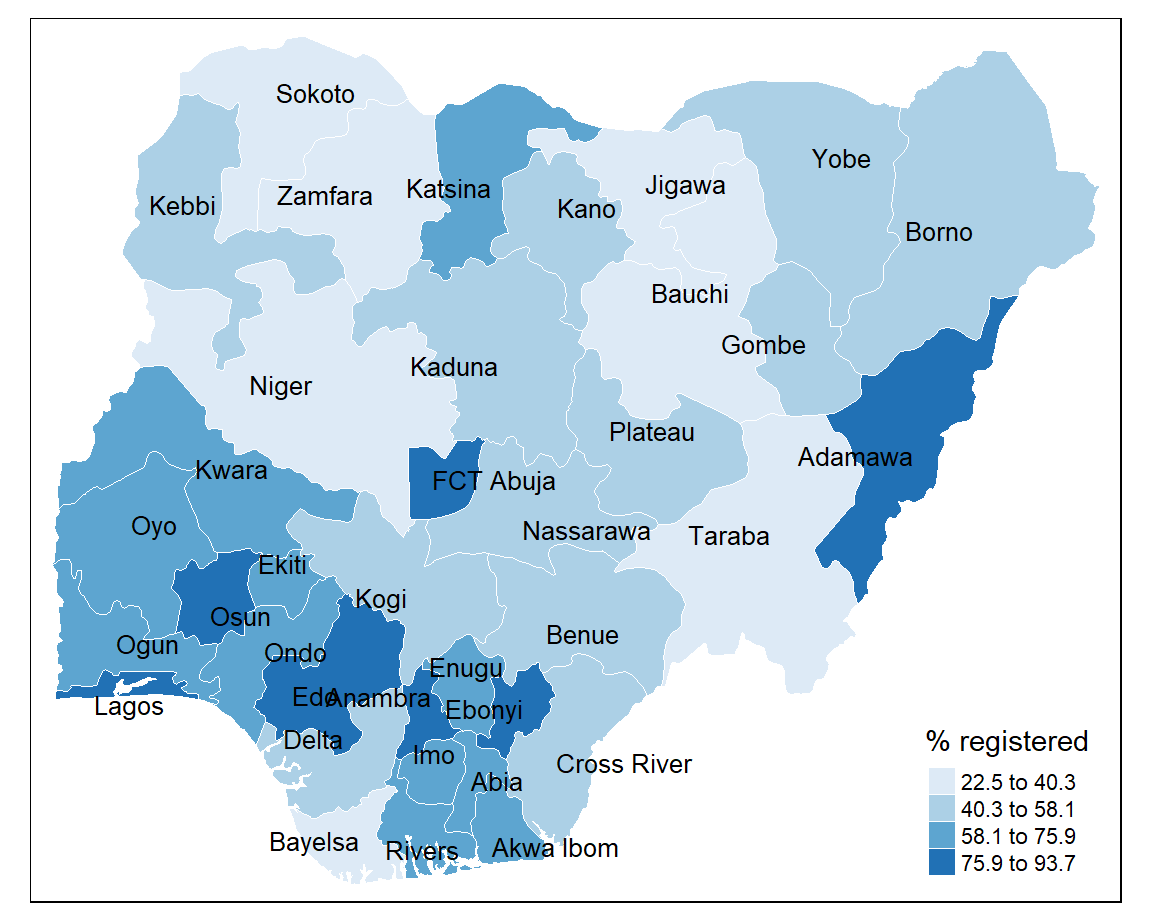 Sokoto
Yobe
Katsina
Jigawa
Zamfara
Kebbi
Kano
Borno
Bauchi
Gombe
Kaduna
Niger
Plateau
Adamawa
Kwara
FCT Abuja
Oyo
Nassarawa
Taraba
Ekiti
Kogi
Osun
Benue
Ogun
Ondo
Enugu
Edo
Anambra
Lagos
Ebonyi
Delta
Imo
Cross River
Abia
Bayelsa
Rivers
Akwa Ibom
% registered
22.5 to 40.3
40.3 to 58.1
58.1 to 75.9
75.9 to 93.7